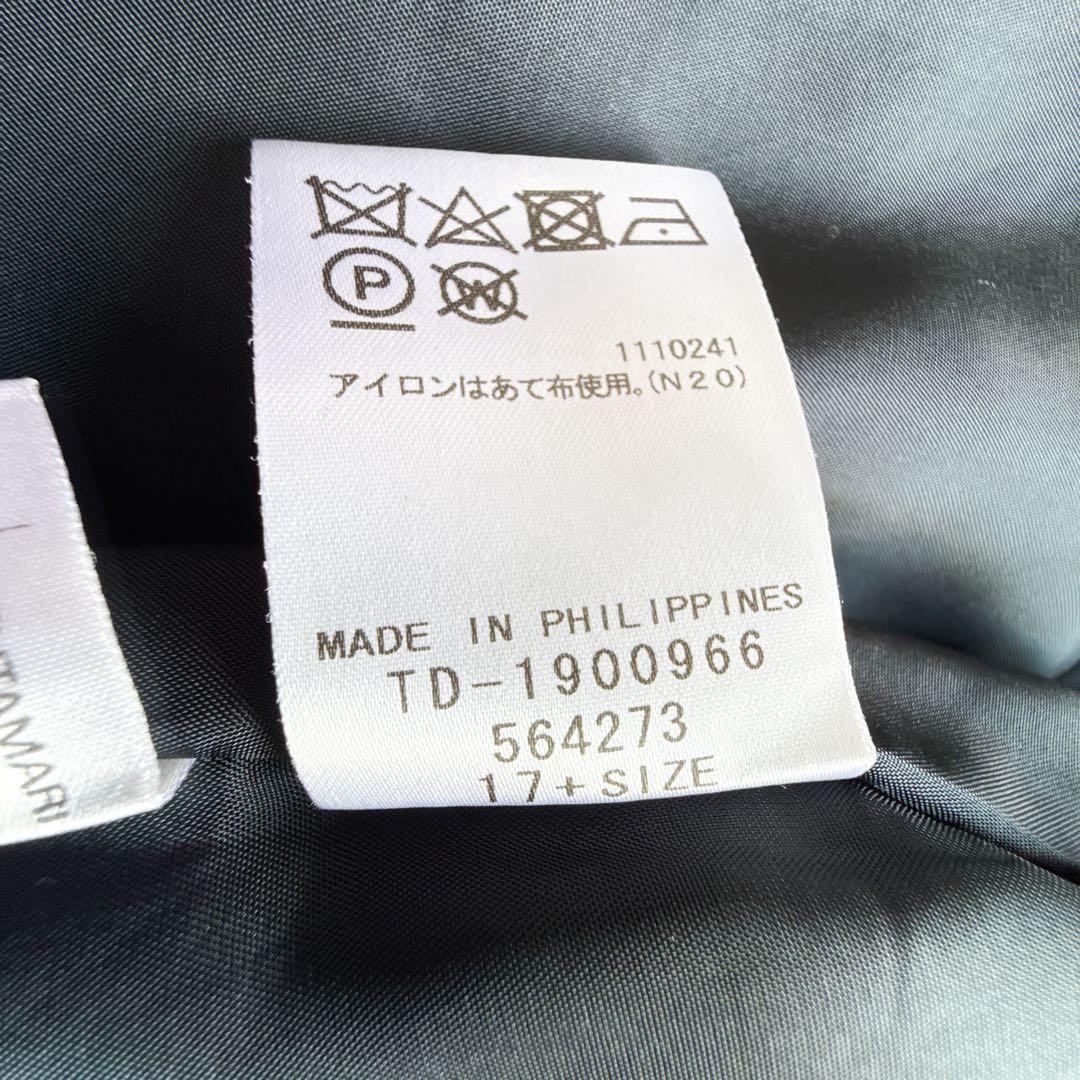 P W
1110241
アイロンはあて布使用。(N20)
MADE IN PHILIPPINES
TD-1900966
564273
17+SIZE